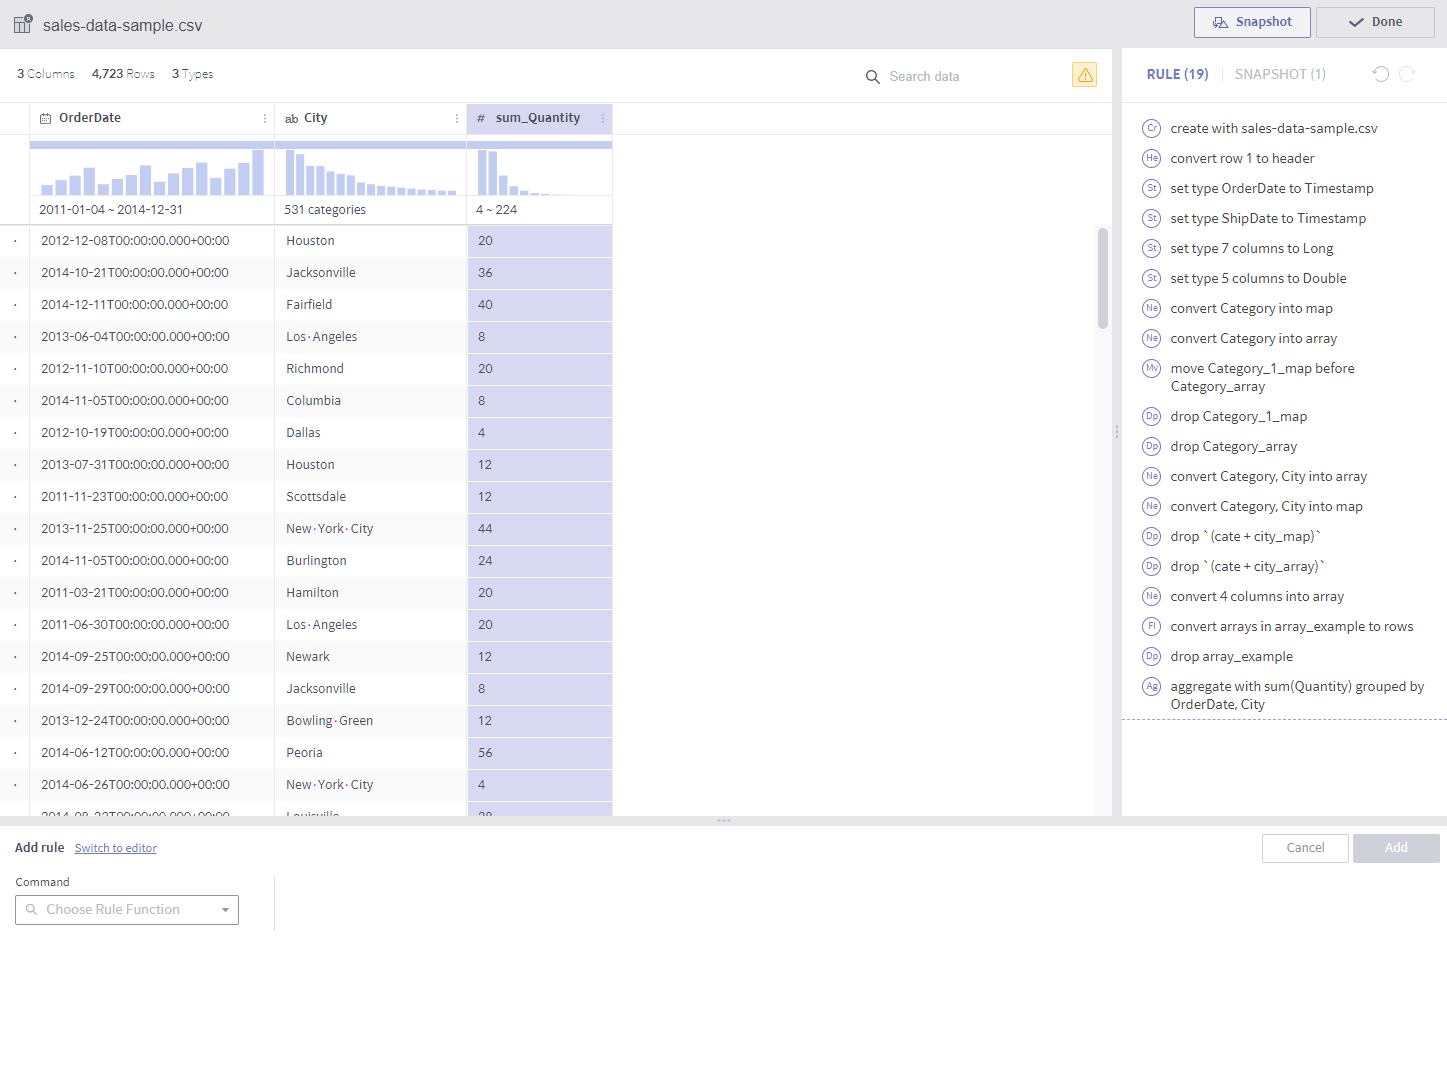 sales-data-sample.csv
Snapshot
Done
3 Columns 4,723 Rows 3 Types
Search data
RULE (19) SNAPSHOT (1)
OrderDate
ab City
# sum_Quantity
2011-01-04 ~ 2014-12-31
531 categories
4 ~ 224
2012-12-08T00:00:00.000+00:00 Houston 20
2014-10-21T00:00:00.000+00:00 Jacksonville 36
2014-12-11T00:00:00.000+00:00 Fairfield 40
2013-06-04T00:00:00.000+00:00 Los·Angeles 8
2012-11-10T00:00:00.000+00:00 Richmond 20
2014-11-05T00:00:00.000+00:00 Columbia 8
2012-10-19T00:00:00.000+00:00 Dallas 4
2013-07-31T00:00:00.000+00:00 Houston 12
2011-11-23T00:00:00.000+00:00 Scottsdale 12
2013-11-25T00:00:00.000+00:00 New·York·City 44
2014-11-05T00:00:00.000+00:00 Burlington 24
2011-03-21T00:00:00.000+00:00 Hamilton 20
2011-06-30T00:00:00.000+00:00 Los·Angeles 20
2014-09-25T00:00:00.000+00:00 Newark 12
2014-09-29T00:00:00.000+00:00 Jacksonville 8
2013-12-24T00:00:00.000+00:00 Bowling·Green 12
2014-06-12T00:00:00.000+00:00 Peoria 56
2014-06-26T00:00:00.000+00:00 New·York·City 4
Cr create with sales-data-sample.csv
He convert row 1 to header
St set type OrderDate to Timestamp
St set type ShipDate to Timestamp
St set type 7 columns to Long
St set type 5 columns to Double
Ne convert Category into map
Ne convert Category into array
Mv move Category_1_map before
Category_array
Dp drop Category_1_map
Dp drop Category_array
Ne convert Category, City into array
Ne convert Category, City into map
Dp drop `(cate + city_map)`
Dp drop `(cate + city_array)`
Ne convert 4 columns into array
Fl convert arrays in array_example to rows
Dp drop array_example
Ag aggregate with sum(Quantity) grouped by
OrderDate, City
Add rule Switch to editor
Cancel
Add
Command
Choose Rule Function